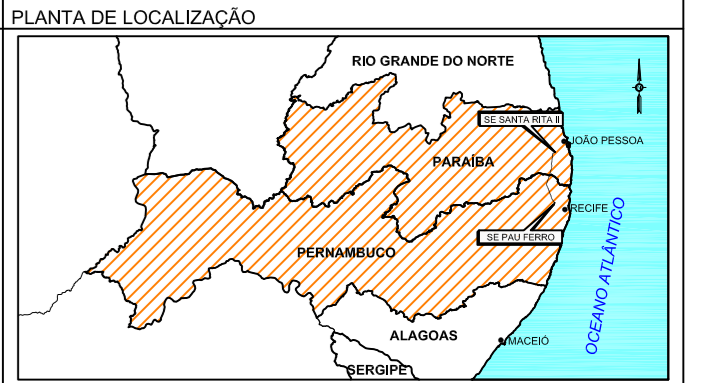 PLANTA DE LOCALIZAÇÃO
RIO GRANDE DO NORTE
SE SANTA RITA II
JOÃO PESSOA
PARAÍBA
RECIFE
SE PAU FERRO
PERNAMBUCO
OCEANO ATLÂNTICO
ALAGOAS
MACEIÓ
SERGIPE